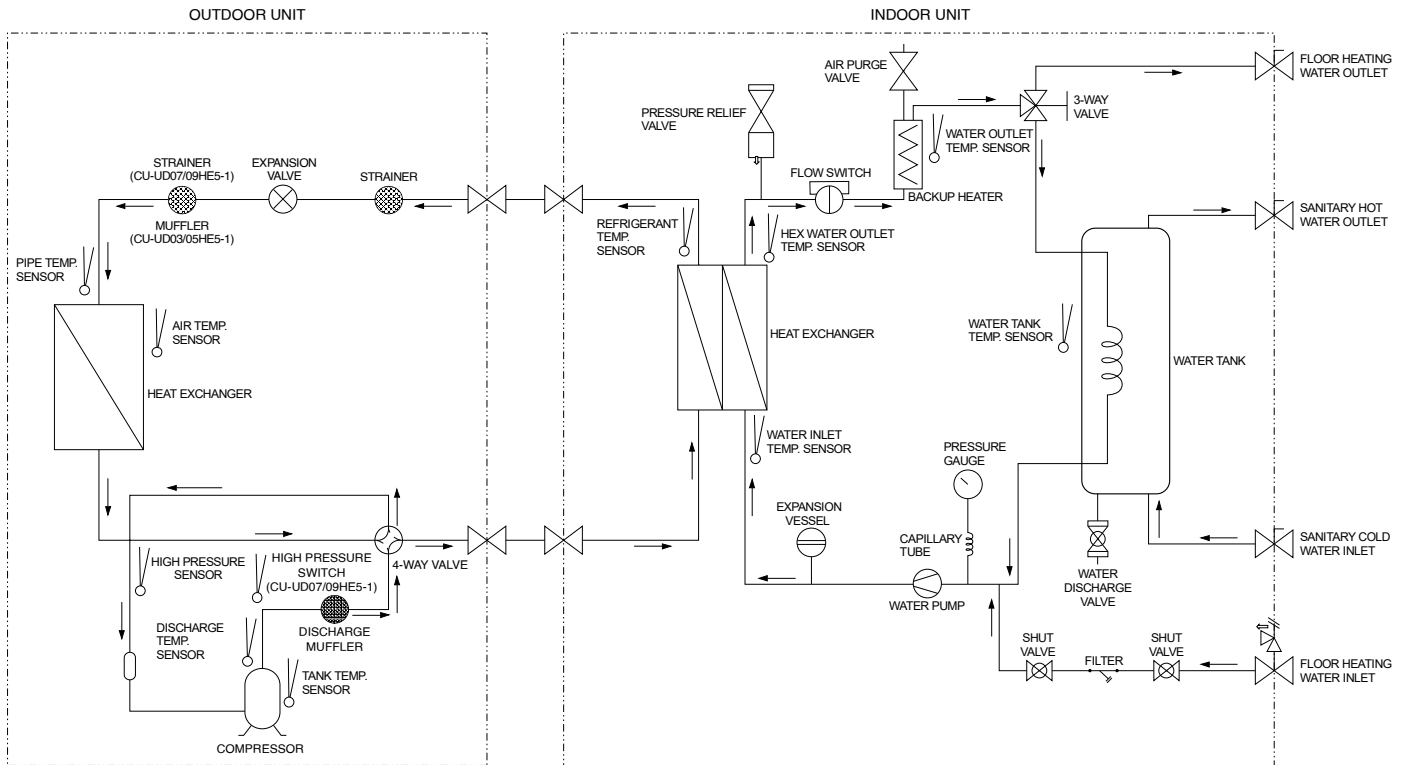 OUTDOOR UNIT
INDOOR UNIT
STRAINER
(CU-UD07/09HE5-1)
MUFFLER
(CU-UD03/05HE5-1)
EXPANSION
VALVE
STRAINER
PIPE TEMP.
SENSOR
AIR TEMP.
SENSOR
HEAT EXCHANGER
HIGH PRESSURE
SENSOR
HIGH PRESSURE
SWITCH
(CU-UD07/09HE5-1)
4-WAY VALVE
DISCHARGE
TEMP.
SENSOR
DISCHARGE
MUFFLER
TANK TEMP.
SENSOR
COMPRESSOR
PRESSURE RELIEF
VALVE
AIR PURGE
VALVE
FLOW SWITCH
BACKUP HEATER
WATER OUTLET
TEMP. SENSOR
3-WAY
VALVE
FLOOR HEATING
WATER OUTLET
REFRIGERANT
TEMP.
SENSOR
HEX WATER OUTLET
TEMP. SENSOR
SANITARY HOT
WATER OUTLET
HEAT EXCHANGER
WATER TANK
TEMP. SENSOR
WATER TANK
WATER INLET
TEMP. SENSOR
PRESSURE
GAUGE
EXPANSION
VESSEL
CAPILLARY
TUBE
WATER PUMP
WATER
DISCHARGE
VALVE
SANITARY COLD
WATER INLET
SHUT
VALVE
FILTER
SHUT
VALVE
FLOOR HEATING
WATER INLET